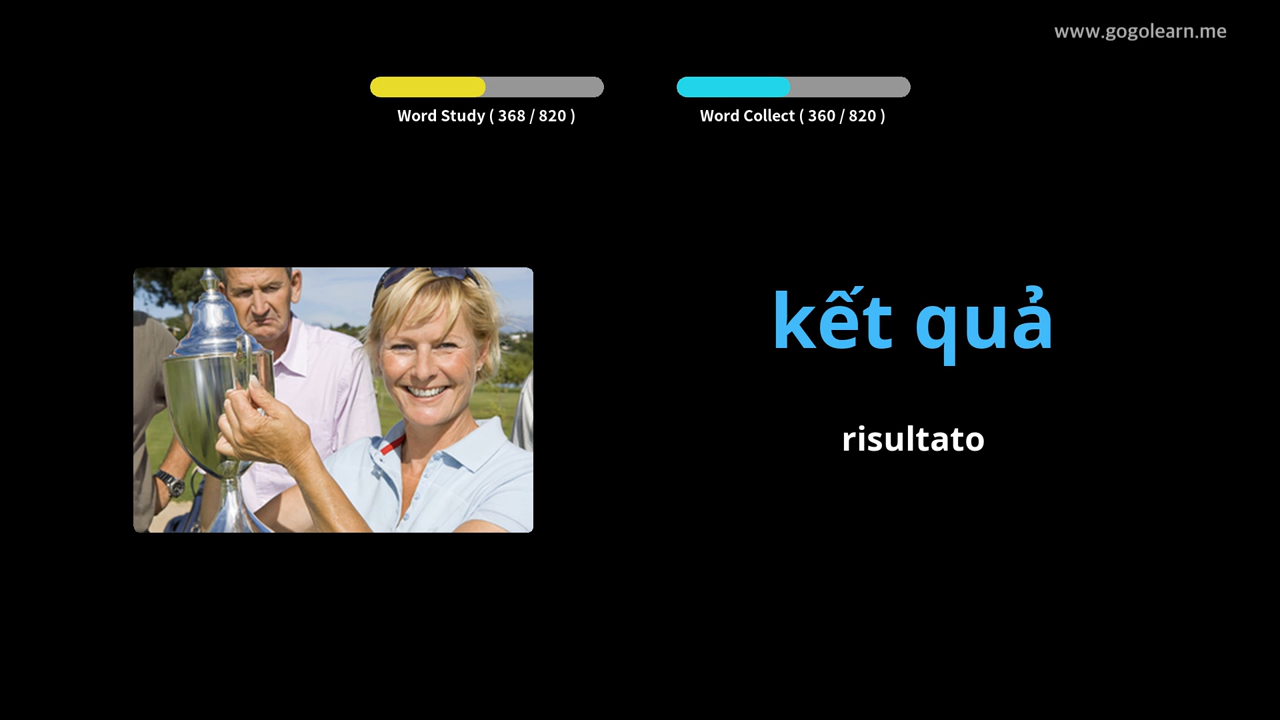 www.gogolearn.me
Word Study ( 368 / 820 )
Word Collect ( 360 / 820 )
kết quả
risultato